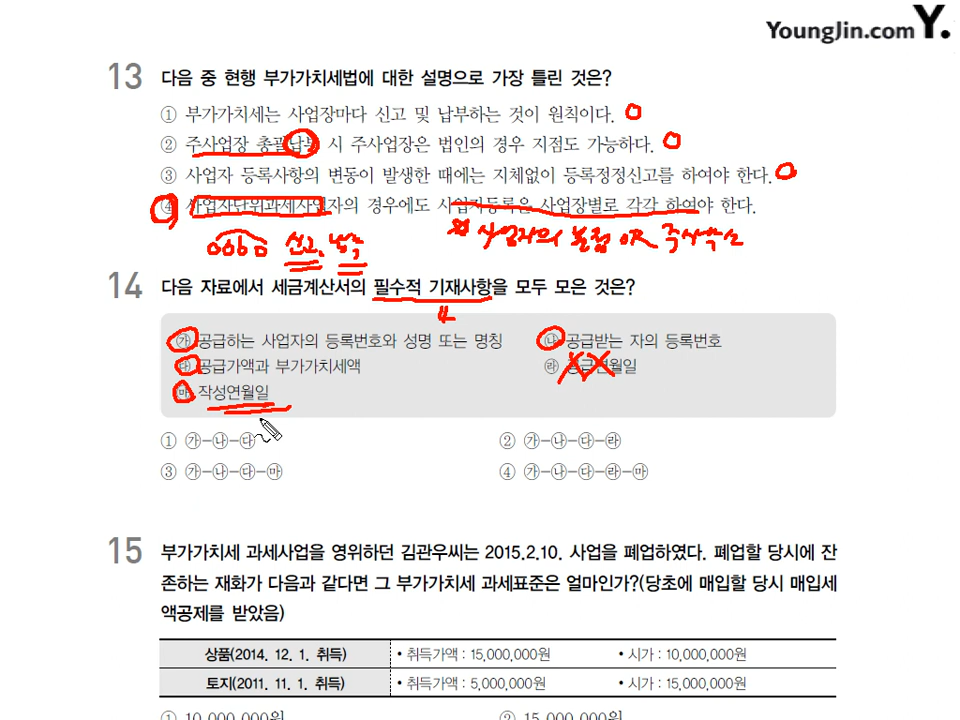 YoungJin.com Y.
13 다음 중 현행 부가가치세법에 대한 설명으로 가장 틀린 것은?
① 부가가치세는 사업장마다 신고 및 납부하는 것이 원칙이다.
② 주사업장 총괄납부 시 주사업장은 법인의 경우 지점도 가능하다.
③ 사업자 등록사항의 변동이 발생한 때에는 지체없이 등록정정신고를 하여야 한다.
④ 사업자단위과세사업자의 경우에도 사업자등록은 사업장별로 각각 하여야 한다.
신고, 납부
14 다음 자료에서 세금계산서의 필수적 기재사항을 모두 모은 것은?
4
㉮ 공급하는 사업자의 등록번호와 성명 또는 명칭 ㉯ 공급받는 자의 등록번호
㉰ 공급가액과 부가가치세액 ㉱ 공급연월일
㉲ 작성연월일
① ㉮-㉯-㉰ ② ㉮-㉯-㉰-㉱
③ ㉮-㉯-㉰-㉲ ④ ㉮-㉯-㉰-㉱-㉲
15 부가가치세 과세사업을 영위하던 김관우씨는 2015.2.10. 사업을 폐업하였다. 폐업할 당시에 잔
존하는 재화가 다음과 같다면 그 부가가치세 과세표준은 얼마인가?(당초에 매입할 당시 매입세
액공제를 받았음)
상품(2014. 12. 1. 취득) • 취득가액 : 15,000,000원 • 시가 : 10,000,000원
토지(2011. 11. 1. 취득) • 취득가액 : 5,000,000원 • 시가 : 15,000,000원
① 10,000,000원 ② 15,000,000원